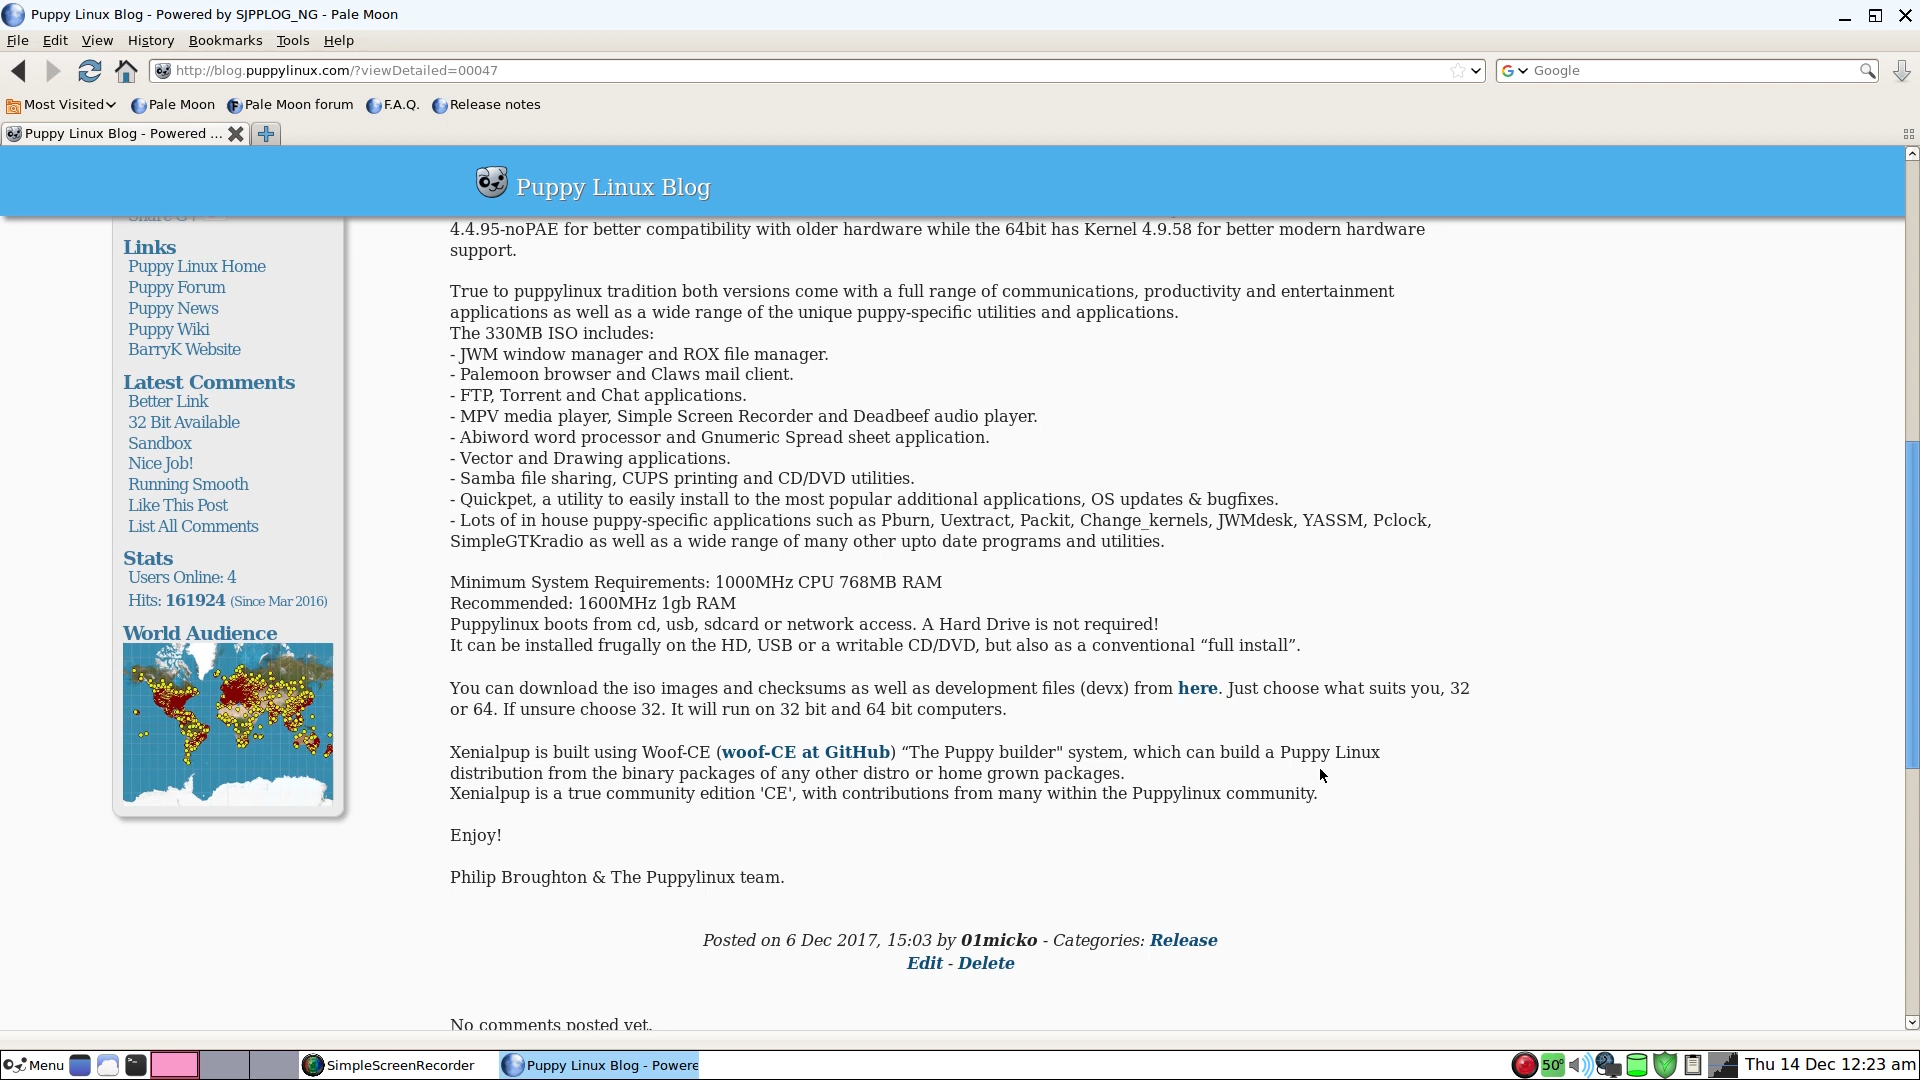 Puppy Linux Blog - Powered by SJPPLOG_NG - Pale Moon
File Edit View History Bookmarks Tools Help
http://blog.puppylinux.com/?viewDetailed=00047
Google
Most Visited Pale Moon Pale Moon forum F.A.Q. Release notes
Puppy Linux Blog - Powered ...
Puppy Linux Blog
Links
Puppy Linux Home
Puppy Forum
Puppy News
Puppy Wiki
BarryK Website
Latest Comments
Better Link
32 Bit Available
Sandbox
Nice Job!
Running Smooth
Like This Post
List All Comments
Stats
Users Online: 4
Hits: 161924 (Since Mar 2016)
World Audience
4.4.95-noPAE for better compatibility with older hardware while the 64bit has Kernel 4.9.58 for better modern hardware
support.
True to puppylinux tradition both versions come with a full range of communications, productivity and entertainment
applications as well as a wide range of the unique puppy-specific utilities and applications.
The 330MB ISO includes:
- JWM window manager and ROX file manager.
- Palemoon browser and Claws mail client.
- FTP, Torrent and Chat applications.
- MPV media player, Simple Screen Recorder and Deadbeef audio player.
- Abiword word processor and Gnumeric Spread sheet application.
- Vector and Drawing applications.
- Samba file sharing, CUPS printing and CD/DVD utilities.
- Quickpet, a utility to easily install to the most popular additional applications, OS updates & bugfixes.
- Lots of in house puppy-specific applications such as Pburn, Uextract, Packit, Change_kernels, JWMdesk, YASSM, Pclock,
SimpleGTKradio as well as a wide range of many other upto date programs and utilities.
Minimum System Requirements: 1000MHz CPU 768MB RAM
Recommended: 1600MHz 1gb RAM
Puppylinux boots from cd, usb, sdcard or network access. A Hard Drive is not required!
It can be installed frugally on the HD, USB or a writable CD/DVD, but also as a conventional “full install”.
You can download the iso images and checksums as well as development files (devx) from here. Just choose what suits you, 32
or 64. If unsure choose 32. It will run on 32 bit and 64 bit computers.
Xenialpup is built using Woof-CE (woof-CE at GitHub) “The Puppy builder" system, which can build a Puppy Linux
distribution from the binary packages of any other distro or home grown packages.
Xenialpup is a true community edition 'CE', with contributions from many within the Puppylinux community.
Enjoy!
Philip Broughton & The Puppylinux team.
Posted on 6 Dec 2017, 15:03 by 01micko - Categories: Release
Edit - Delete
No comments posted yet.
Menu SimpleScreenRecorder Puppy Linux Blog - Powere 50° Thu 14 Dec 12:23 am